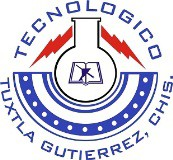 TECNOLOGICO
TUXTLA GUTIERREZ, CHIS.